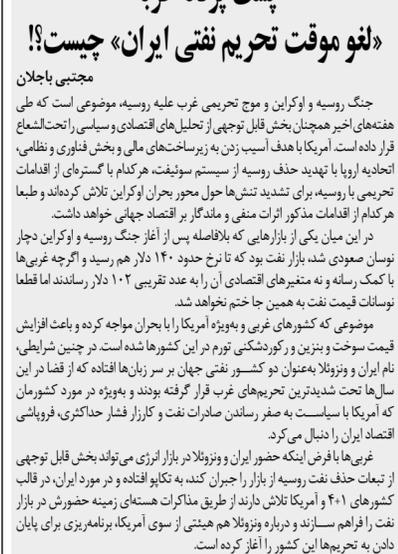 «لغو موقت تحریم نفتی ایران» چیست؟!
مجتبی باجلان
جنگ روسیه و اوکراین و موج تحریمی غرب علیه روسیه، موضوعی است که طی
هفته‌های اخیر همچنان بخش قابل توجهی از تحلیل‌های اقتصادی و سیاسی را تحت‌الشعاع
قرار داده است. آمریکا با هدف آسیب زدن به زیرساخت‌های مالی و بخش فناوری و نظامی،
اتحادیه اروپا با تهدید حذف روسیه از سیستم سوئیفت، هرکدام با گستره‌ای از اقدامات
تحریمی با روسیه، برای تشدید تنش‌ها حول محور بحران اوکراین تلاش کرده‌اند و طبعا
هرکدام از اقدامات مذکور اثرات منفی و ماندگار بر اقتصاد جهانی خواهد داشت.
در این میان یکی از بازارهایی که بلافاصله پس از آغاز جنگ روسیه و اوکراین دچار
نوسان صعودی شد، بازار نفت بود که تا نرخ حدود ۱۴۰ دلار هم رسید و اگرچه غربی‌ها
با کمک رسانه و نه متغیرهای اقتصادی آن را به عدد تقریبی ۱۰۲ دلار رساندند اما قطعا
نوسانات قیمت نفت به همین جا ختم نخواهد شد.
موضوعی که کشورهای غربی و به‌ویژه آمریکا را با بحران مواجه کرده و باعث افزایش
قیمت سوخت و بنزین و رکوردشکنی تورم در این کشورها شده است. در چنین شرایطی،
نام ایران و ونزوئلا به‌عنوان دو کشــور نفتی جهان بر سر زبان‌ها افتاده که از قضا در این
سال‌ها تحت شدیدترین تحریم‌های غرب قرار گرفته بودند و به‌ویژه در مورد کشورمان
که آمریکا با سیاســت به صفر رساندن صادرات نفت و کارزار فشار حداکثری، فروپاشی
اقتصاد ایران را دنبال می‌کرد.
غربی‌ها با فرض اینکه حضور ایران و ونزوئلا در بازار انرژی می‌تواند بخش قابل توجهی
از تبعات حذف نفت روسیه از بازار را جبران کند، به تکاپو افتاده و در مورد ایران، در قالب
کشورهای ۱+۴ و آمریکا تلاش دارند از طریق مذاکرات هسته‌ای زمینه حضورش در بازار
نفت را فراهم ســازند و درباره ونزوئلا هم هیئتی از سوی آمریکا، برنامه‌ریزی برای پایان
دادن به تحریم‌ها این کشور را آغاز کرده است.